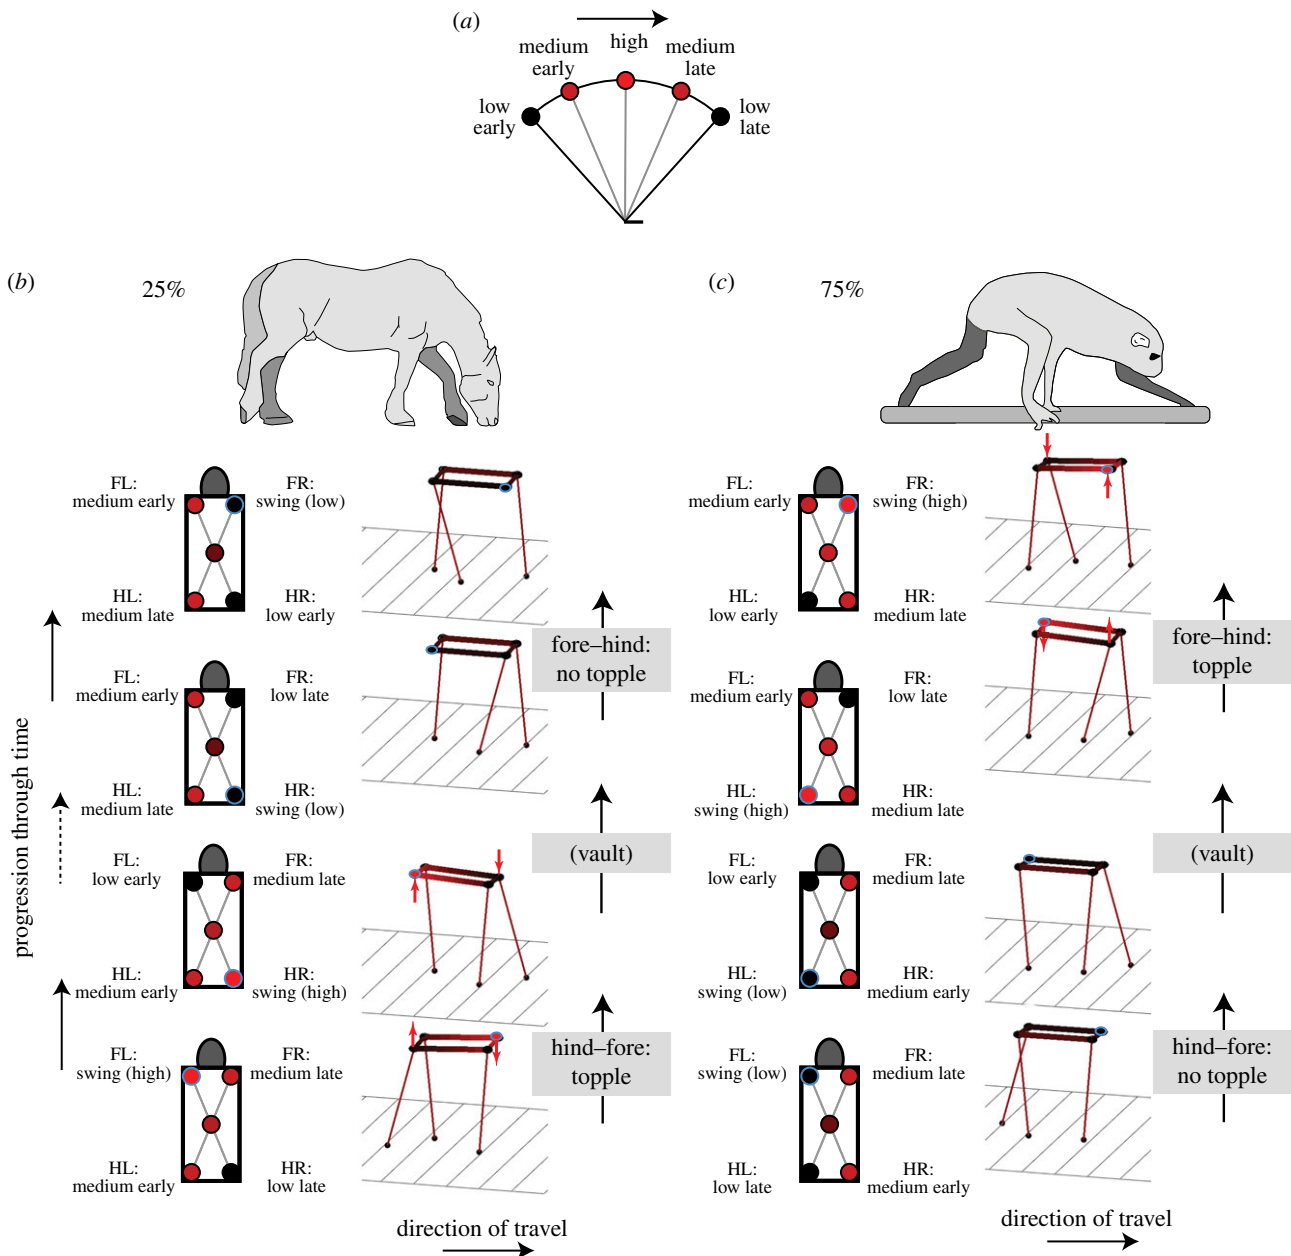 (a)
high
medium
early
medium
late
low
early
low
late
(b)
25%
(c)
75%
FL:
medium early
FR:
swing (low)
HL:
medium late
HR:
low early
FL:
medium early
FR:
low late
HL:
medium late
HR:
swing (low)
FL:
low early
FR:
medium late
HL:
medium early
HR:
swing (high)
FL:
swing (high)
FR:
medium late
HL:
medium early
HR:
low late
progression through time
fore–hind:
no topple
(vault)
hind–fore:
topple
direction of travel
FL:
medium early
FR:
swing (high)
HL:
low early
HR:
medium late
FL:
medium early
FR:
low late
HL:
swing (high)
HR:
medium late
FL:
low early
FR:
medium late
HL:
swing (low)
HR:
medium early
FL:
swing (low)
FR:
medium late
HL:
low late
HR:
medium early
fore–hind:
topple
(vault)
hind–fore:
no topple
direction of travel